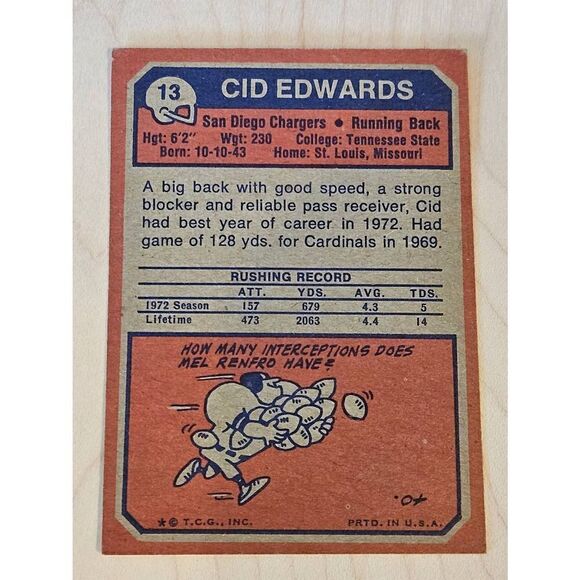 13
CID EDWARDS
San Diego Chargers ● Running Back
Hgt: 6'2" Wgt: 230 College: Tennessee State
Born: 10-10-43 Home: St. Louis, Missouri
A big back with good speed, a strong
blocker and reliable pass receiver, Cid
had best year of career in 1972. Had
game of 128 yds. for Cardinals in 1969.
RUSHING RECORD
ATT. YDS. AVG. TDS.
1972 Season 157 679 4.3 5
Lifetime 473 2063 4.4 14
HOW MANY INTERCEPTIONS DOES
MEL RENFRO HAVE?
* © T.C.G., INC. PRTD. IN U.S.A.